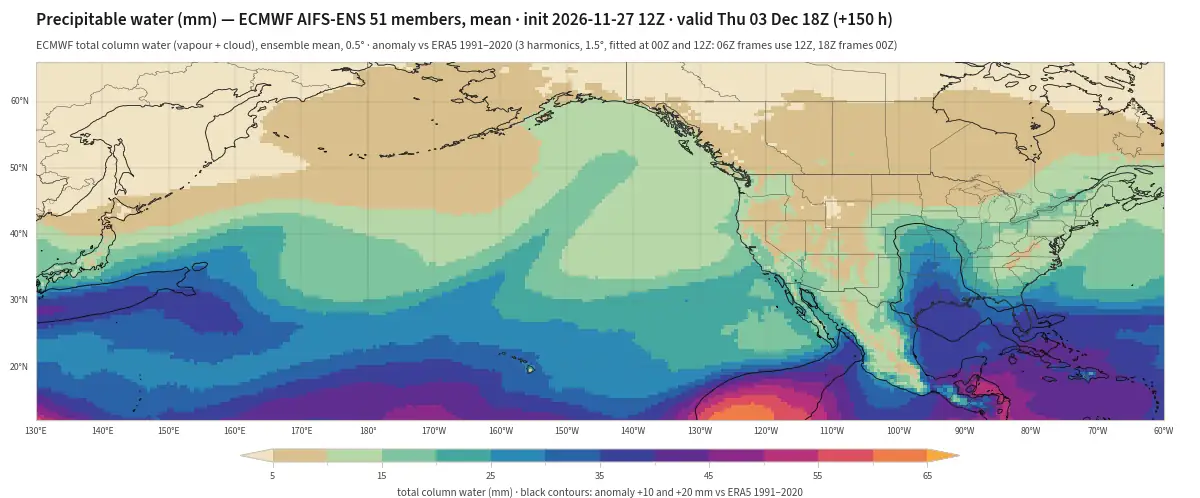 Precipitable water (mm) — ECMWF AIFS-ENS 51 members, mean · init 2026-11-27 12Z · valid Thu 03 Dec 18Z (+150 h)
ECMWF total column water (vapour + cloud), ensemble mean, 0.5° · anomaly vs ERA5 1991–2020 (3 harmonics, 1.5°, fitted at 00Z and 12Z: 06Z frames use 12Z, 18Z frames 00Z)
60°N
50°N
40°N
30°N
20°N
130°E 140°E 150°E 160°E 170°E 180° 170°W 160°W 150°W 140°W 130°W 120°W 110°W 100°W 90°W 80°W 70°W 60°W
5 15 25 35 45 55 65
total column water (mm) · black contours: anomaly +10 and +20 mm vs ERA5 1991–2020